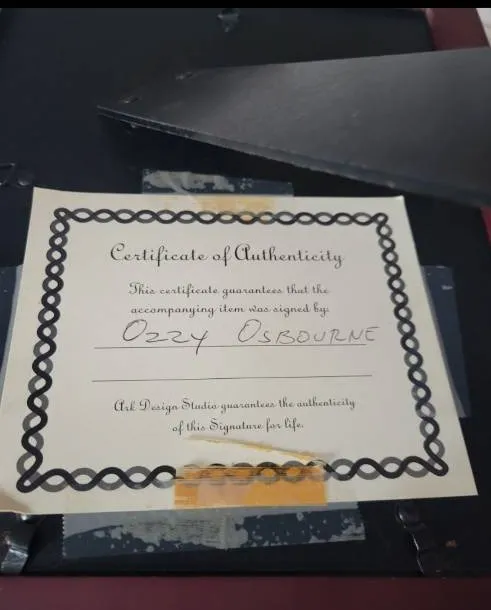 Certificate of Authenticity
This certificate guarantees that the
accompanying item was signed by:
OZZY OSBOURNE
Ark Design Studio guarantees the authenticity
of this Signature for life.